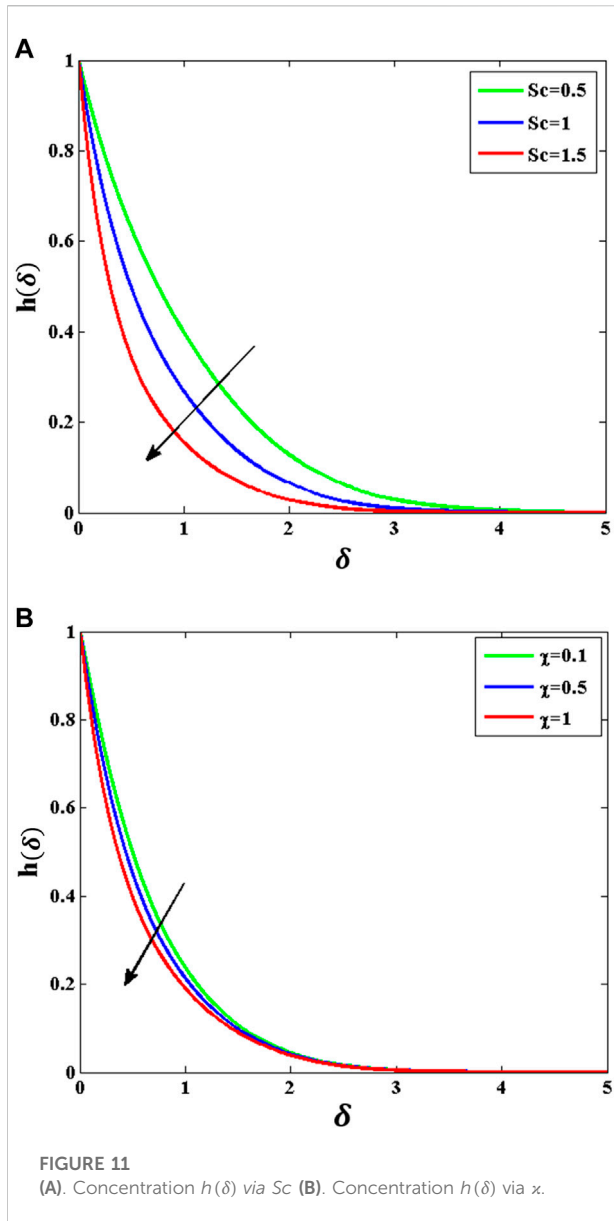 A
1
0.8
0.6
0.4
0.2
0
h(δ)
Sc=0.5
Sc=1
Sc=1.5
0 1 2 3 4 5
δ
B
1
0.8
0.6
0.4
0.2
0
h(δ)
χ=0.1
χ=0.5
χ=1
0 1 2 3 4 5
δ
FIGURE 11
(A). Concentration h(δ) via Sc (B). Concentration h(δ) via ϰ.